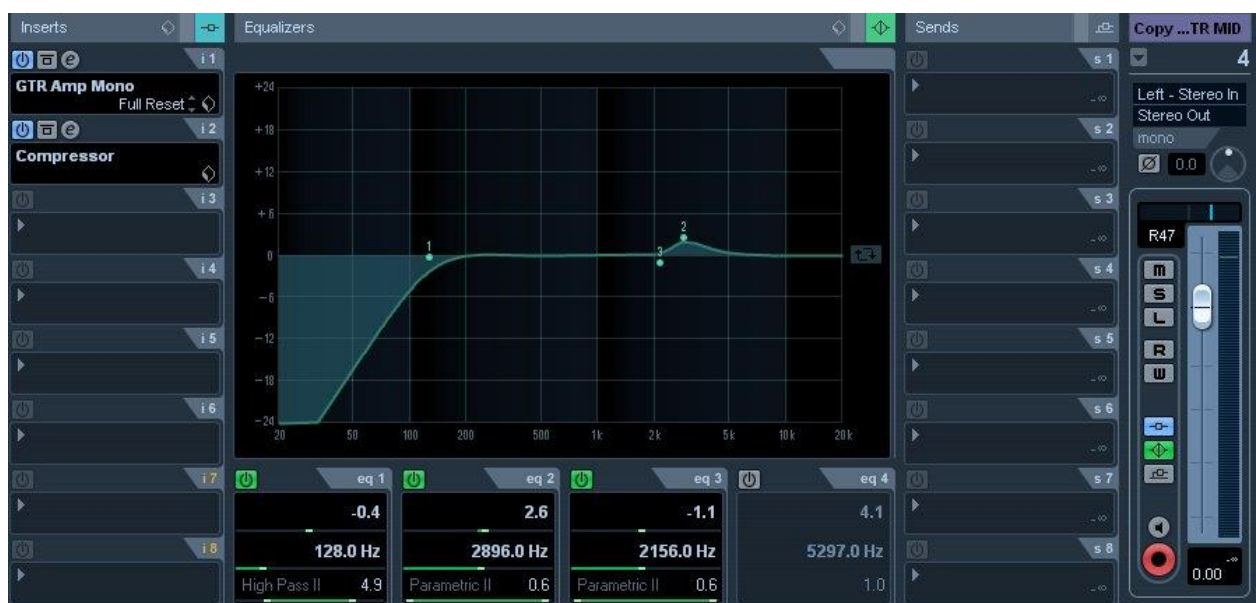 Inserts
Equalizers
Sends
Copy ...TR MID
e
i 1
s 1
4
GTR Amp Mono
Full Reset
+24
-∞
Left - Stereo In
Stereo Out
e
i 2
+18
s 2
mono
Compressor
+12
-∞
0.0
i 3
s 3
+6
2
-∞
R47
1
3
0
i 4
s 4
M
-6
-∞
S
L
i 5
-12
s 5
R
-18
-∞
W
i 6
-24
s 6
20
50
100
200
500
1k
2k
5k
10k
20k
-∞
i 7
eq 1
eq 2
eq 3
eq 4
s 7
-0.4
2.6
-1.1
4.1
-∞
i 8
128.0 Hz
2896.0 Hz
2156.0 Hz
5297.0 Hz
s 8
High Pass II
4.9
Parametric II
0.6
Parametric II
0.6
1.0
-∞
-∞
0.00